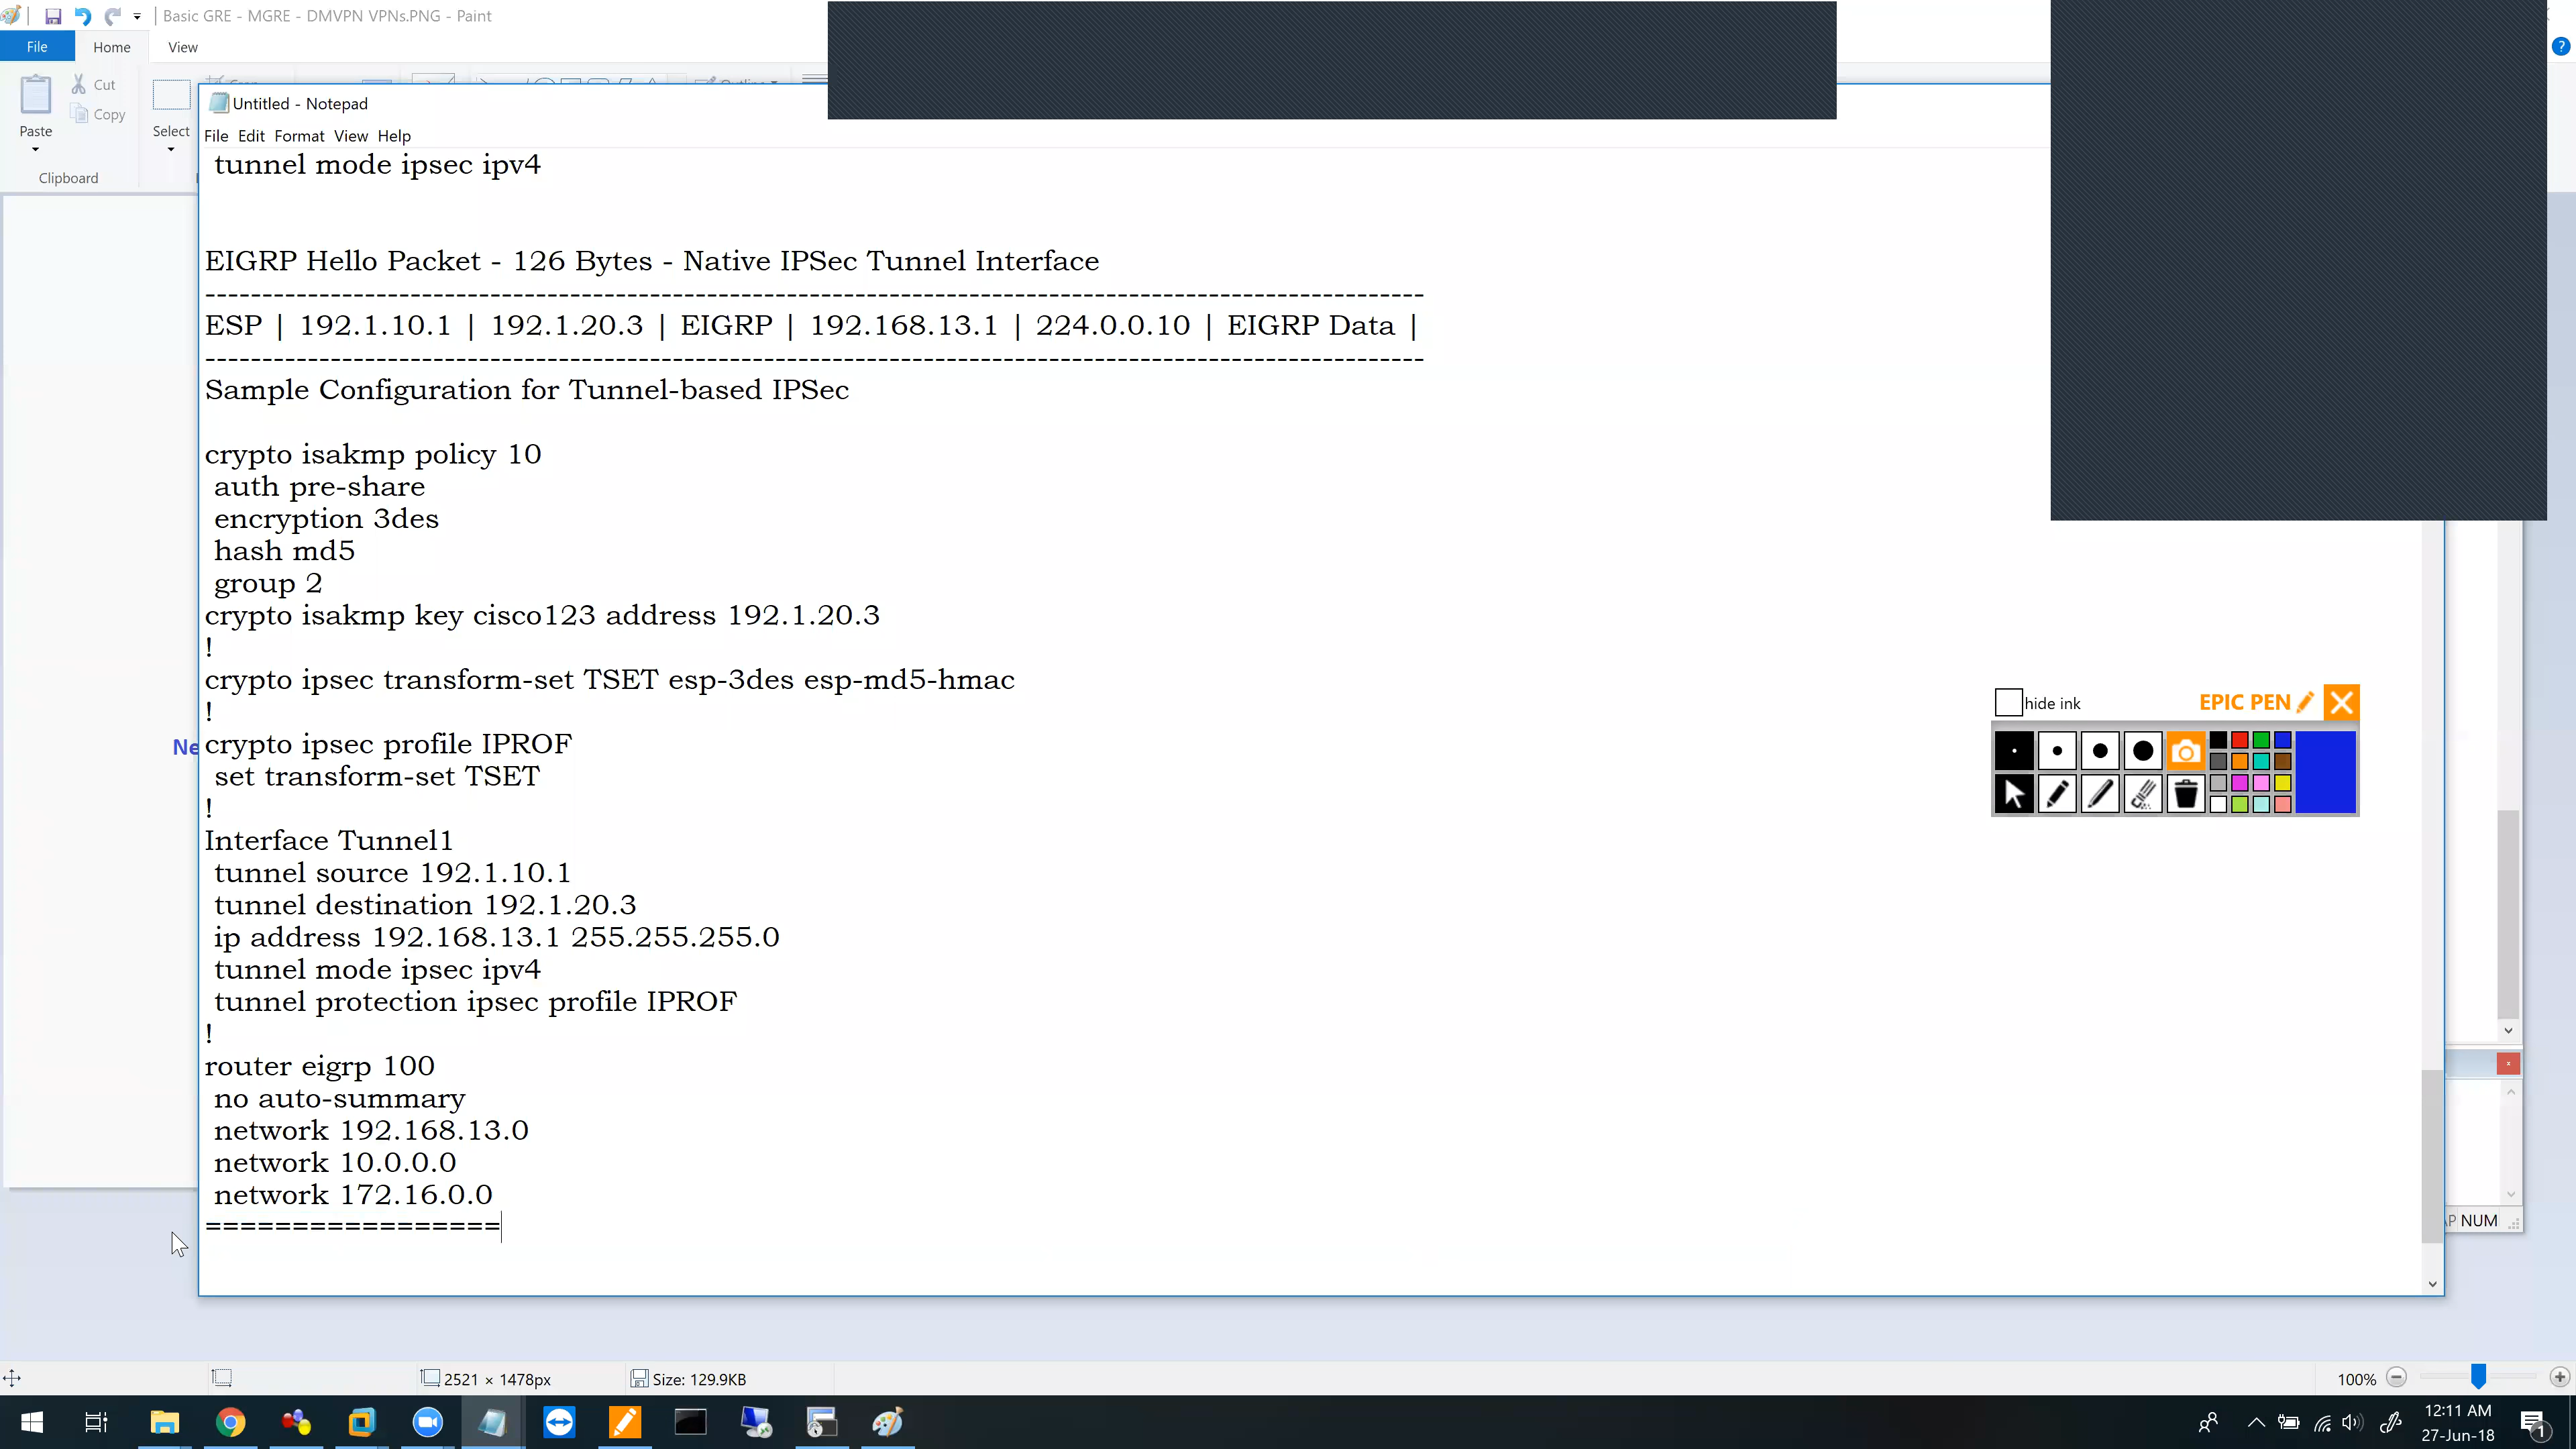 Basic GRE - MGRE - DMVPN VPNs.PNG - Paint
File Home View
Cut
Copy
Paste
Select
Clipboard
Untitled - Notepad
File Edit Format View Help
tunnel mode ipsec ipv4
EIGRP Hello Packet - 126 Bytes - Native IPSec Tunnel Interface
----------------------------------------------------------------------------------------------------------
ESP | 192.1.10.1 | 192.1.20.3 | EIGRP | 192.168.13.1 | 224.0.0.10 | EIGRP Data |
----------------------------------------------------------------------------------------------------------
Sample Configuration for Tunnel-based IPSec
crypto isakmp policy 10
auth pre-share
encryption 3des
hash md5
group 2
crypto isakmp key cisco123 address 192.1.20.3
!
crypto ipsec transform-set TSET esp-3des esp-md5-hmac
!
Ne
crypto ipsec profile IPROF
set transform-set TSET
!
Interface Tunnel1
tunnel source 192.1.10.1
tunnel destination 192.1.20.3
ip address 192.168.13.1 255.255.255.0
tunnel mode ipsec ipv4
tunnel protection ipsec profile IPROF
!
router eigrp 100
no auto-summary
network 192.168.13.0
network 10.0.0.0
network 172.16.0.0
=================
hide ink EPIC PEN
NUM
2521 × 1478px
Size: 129.9KB
100%
12:11 AM
27-Jun-18
1